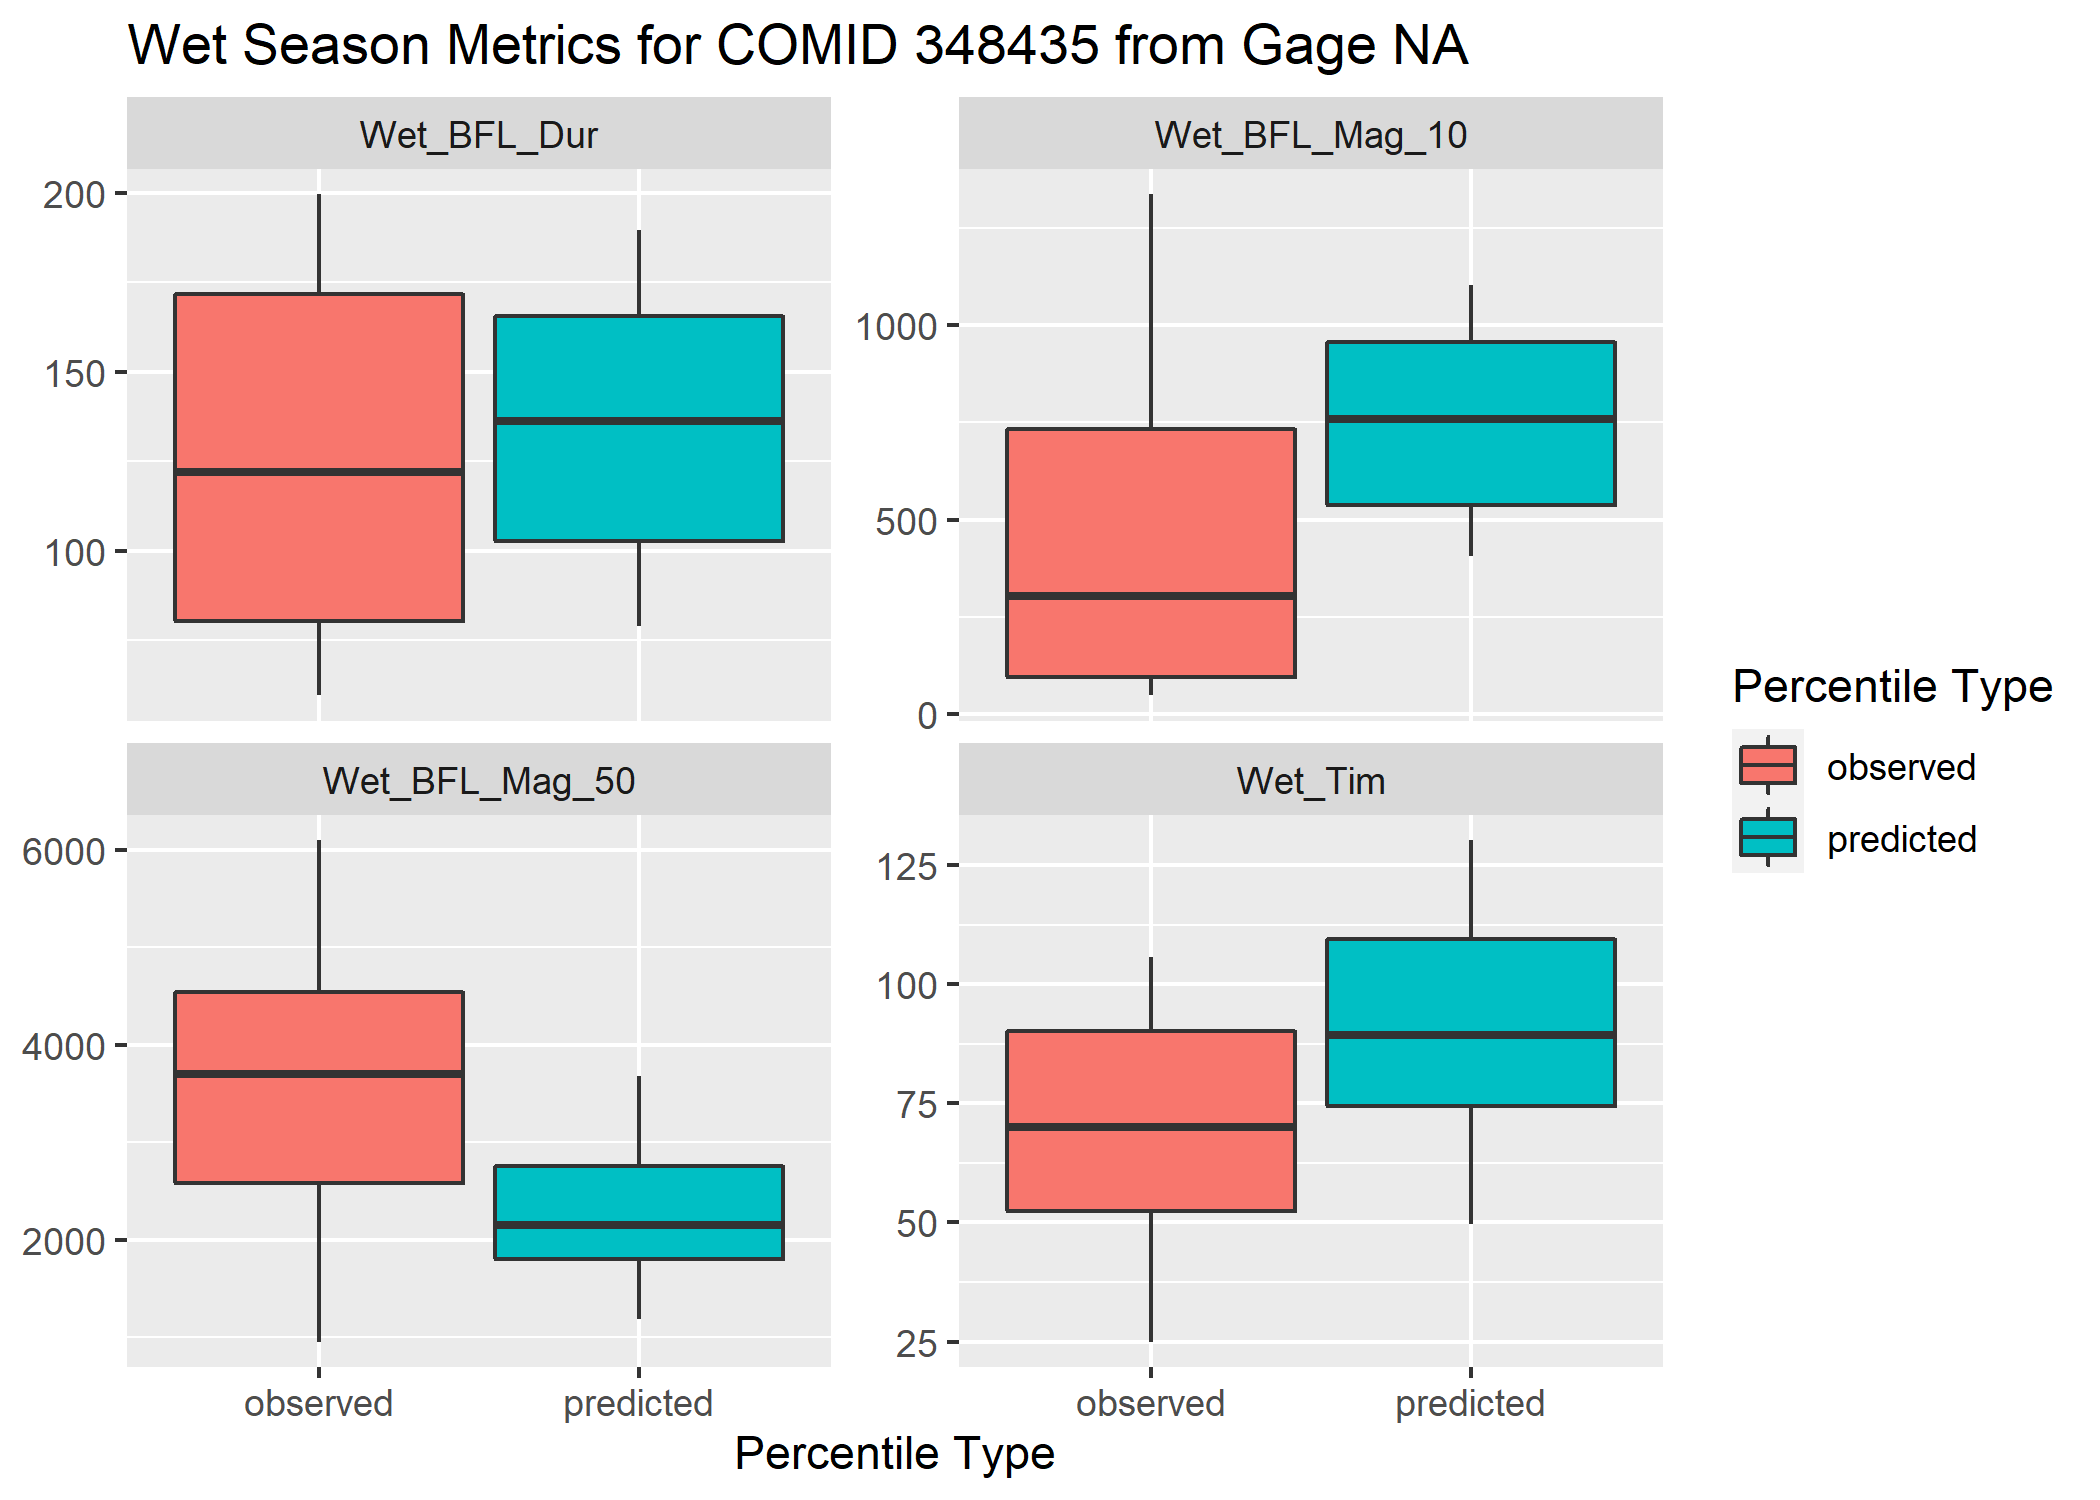 Wet Season Metrics for COMID 348435 from Gage NA
Wet_BFL_Dur
200
150
100
Wet_BFL_Mag_10
1000
500
0
Wet_BFL_Mag_50
6000
4000
2000
observed
predicted
Wet_Tim
125
100
75
50
25
observed
predicted
Percentile Type
Percentile Type
observed
predicted